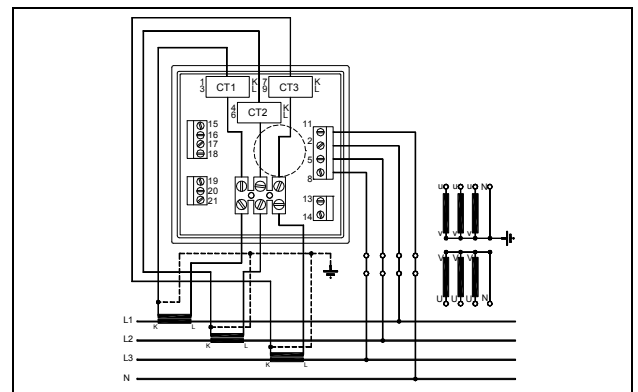 1 3 CT1 K L
7 9 CT3 K L
4 6 CT2 K L
15
16
17
18
19
20
21
11
2
5
8
13
14
u u u N
v v v
V V V
U U U N
L1 K L
L2 K L
L3 K L
N